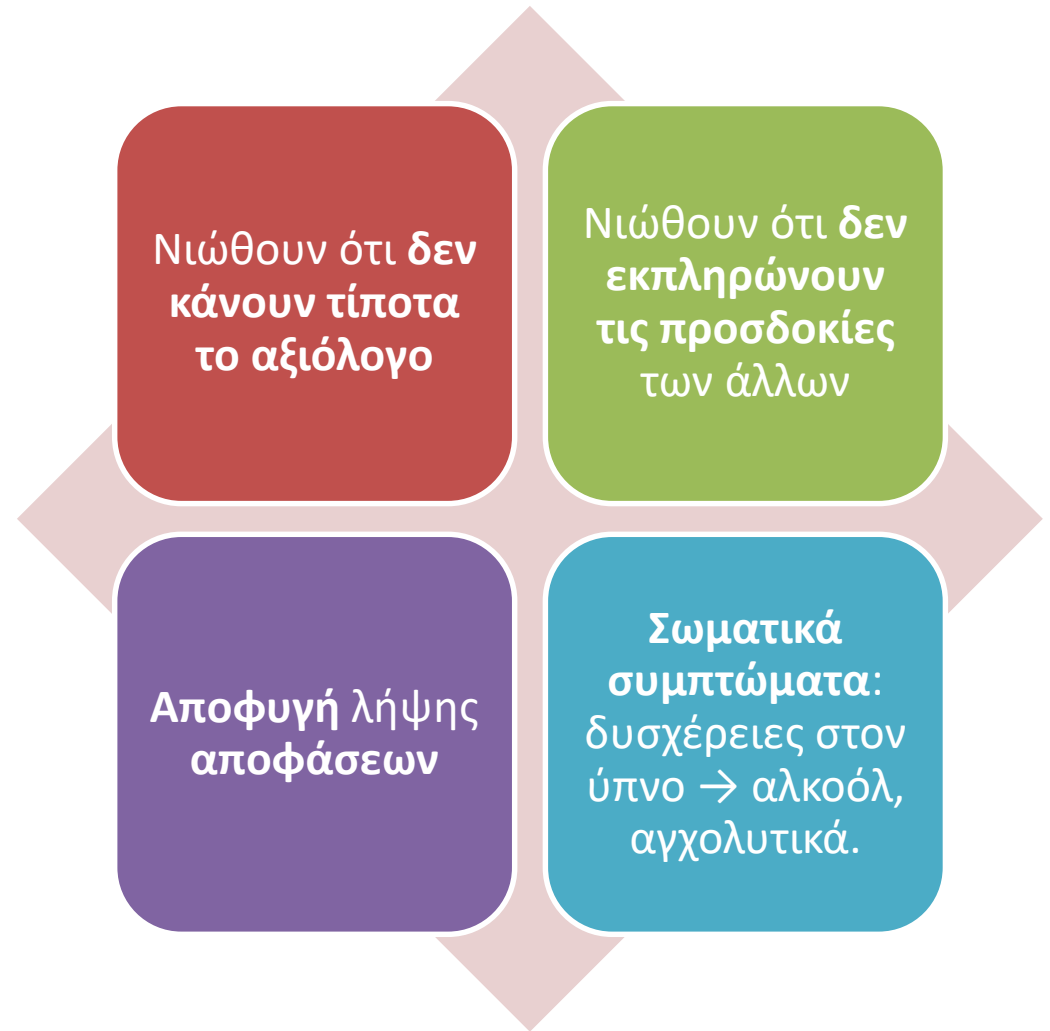 Νιώθουν ότι δεν
κάνουν τίποτα
το αξιόλογο
Νιώθουν ότι δεν
εκπληρώνουν
τις προσδοκίες
των άλλων
Αποφυγή λήψης
αποφάσεων
Σωματικά
συμπτώματα:
δυσχέρειες στον
ύπνο → αλκοόλ,
αγχολυτικά.